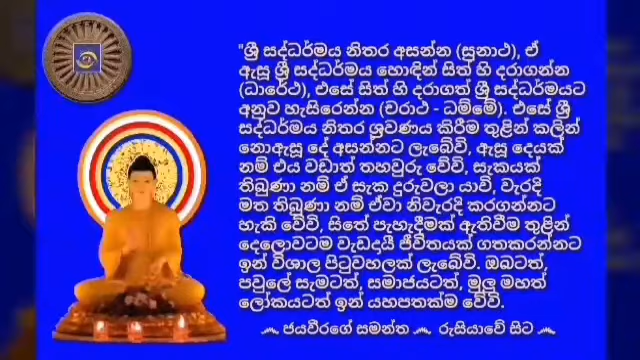 "ශ්‍රී සද්ධර්මය නිතර අසන්න (සුනාථ), ඒ
ඇසූ ශ්‍රී සද්ධර්මය හොඳින් සිත් හි දරාගන්න
(ධාරේථ), එසේ සිත් හි දරාගත් ශ්‍රී සද්ධර්මයට
අනුව හැසිරෙන්න (චරාථ - ධම්මේ). එසේ ශ්‍රී
සද්ධර්මය නිතර ශ්‍රවණය කිරීම තුළින් කලින්
නොඇසූ දේ අසන්නට ලැබේවි, ඇසූ දෙයක්
නම් එය වඩාත් තහවුරු වේවි, සැකයක්
තිබුණා නම් ඒ සැක දුරුවලා යාවි, වැරදි
මත තිබුණා නම් ඒවා නිවැරදි කරගන්නට
හැකි වේවි, සිතේ පැහැදීමක් ඇතිවීම තුළින්
දෙලොවටම වැඩදායී ජීවිතයක් ගතකරන්නට
ඉන් විශාල පිටුවහලක් ලැබේවි. ඔබටත්,
පවුලේ සැමටත්, සමාජයටත්, මුලු මහත්
ලෝකයටත් ඉන් යහපතක්ම වේවි.
ජයවීරගේ සමන්ත රුසියාවේ සිට